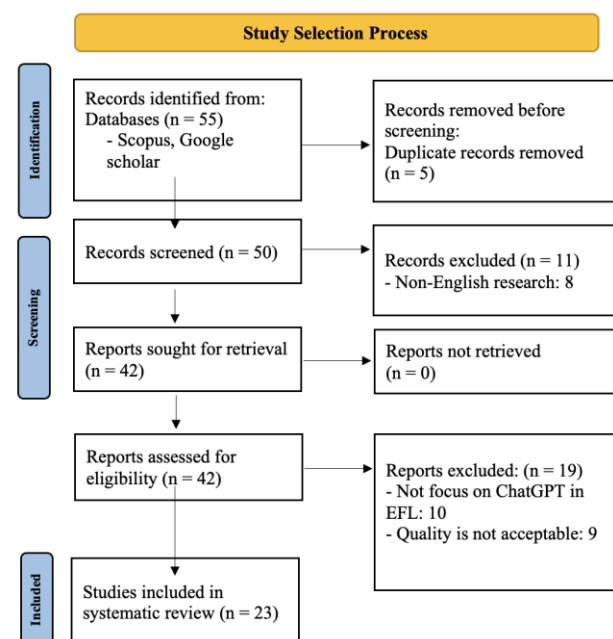 Study Selection Process
Identification
Records identified from:
Databases (n = 55)
- Scopus, Google
scholar
Records removed before
screening:
Duplicate records removed
(n = 5)
Screening
Records screened (n = 50)
Records excluded (n = 11)
- Non-English research: 8
Reports sought for retrieval
(n = 42)
Reports not retrieved
(n = 0)
Reports assessed for
eligibility (n = 42)
Reports excluded: (n = 19)
- Not focus on ChatGPT in
EFL: 10
- Quality is not acceptable: 9
Included
Studies included in
systematic review (n = 23)